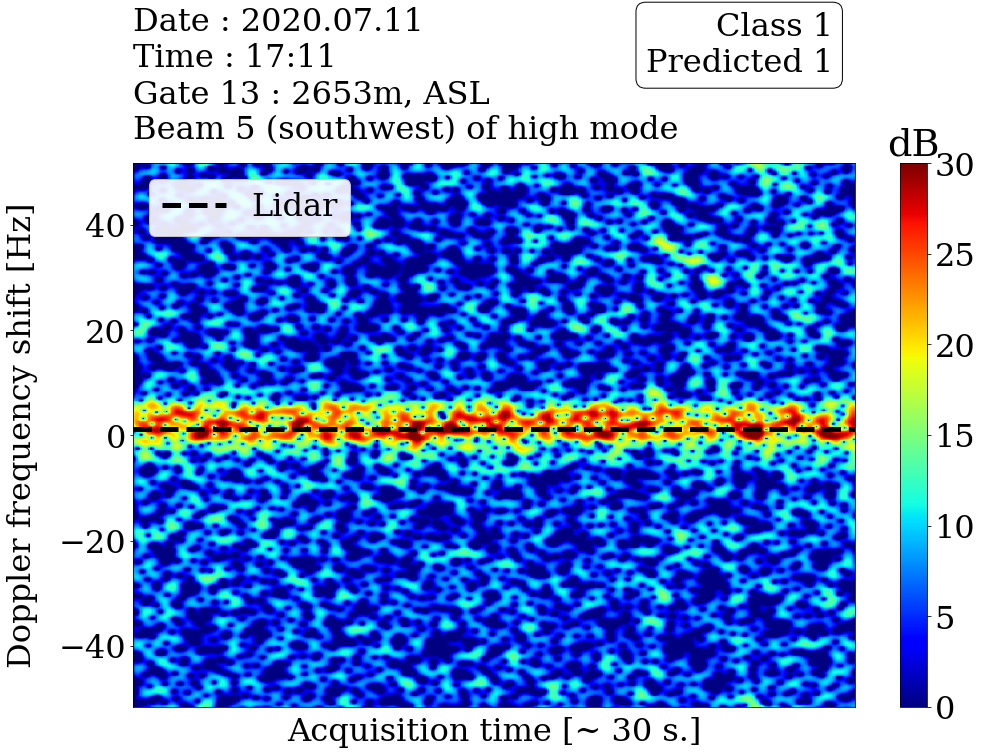 Date : 2020.07.11
Time : 17:11
Gate 13 : 2653m, ASL
Beam 5 (southwest) of high mode
Class 1
Predicted 1
dB
Lidar
Doppler frequency shift [Hz]
40
20
0
−20
−40
30
25
20
15
10
5
0
Acquisition time [~ 30 s.]